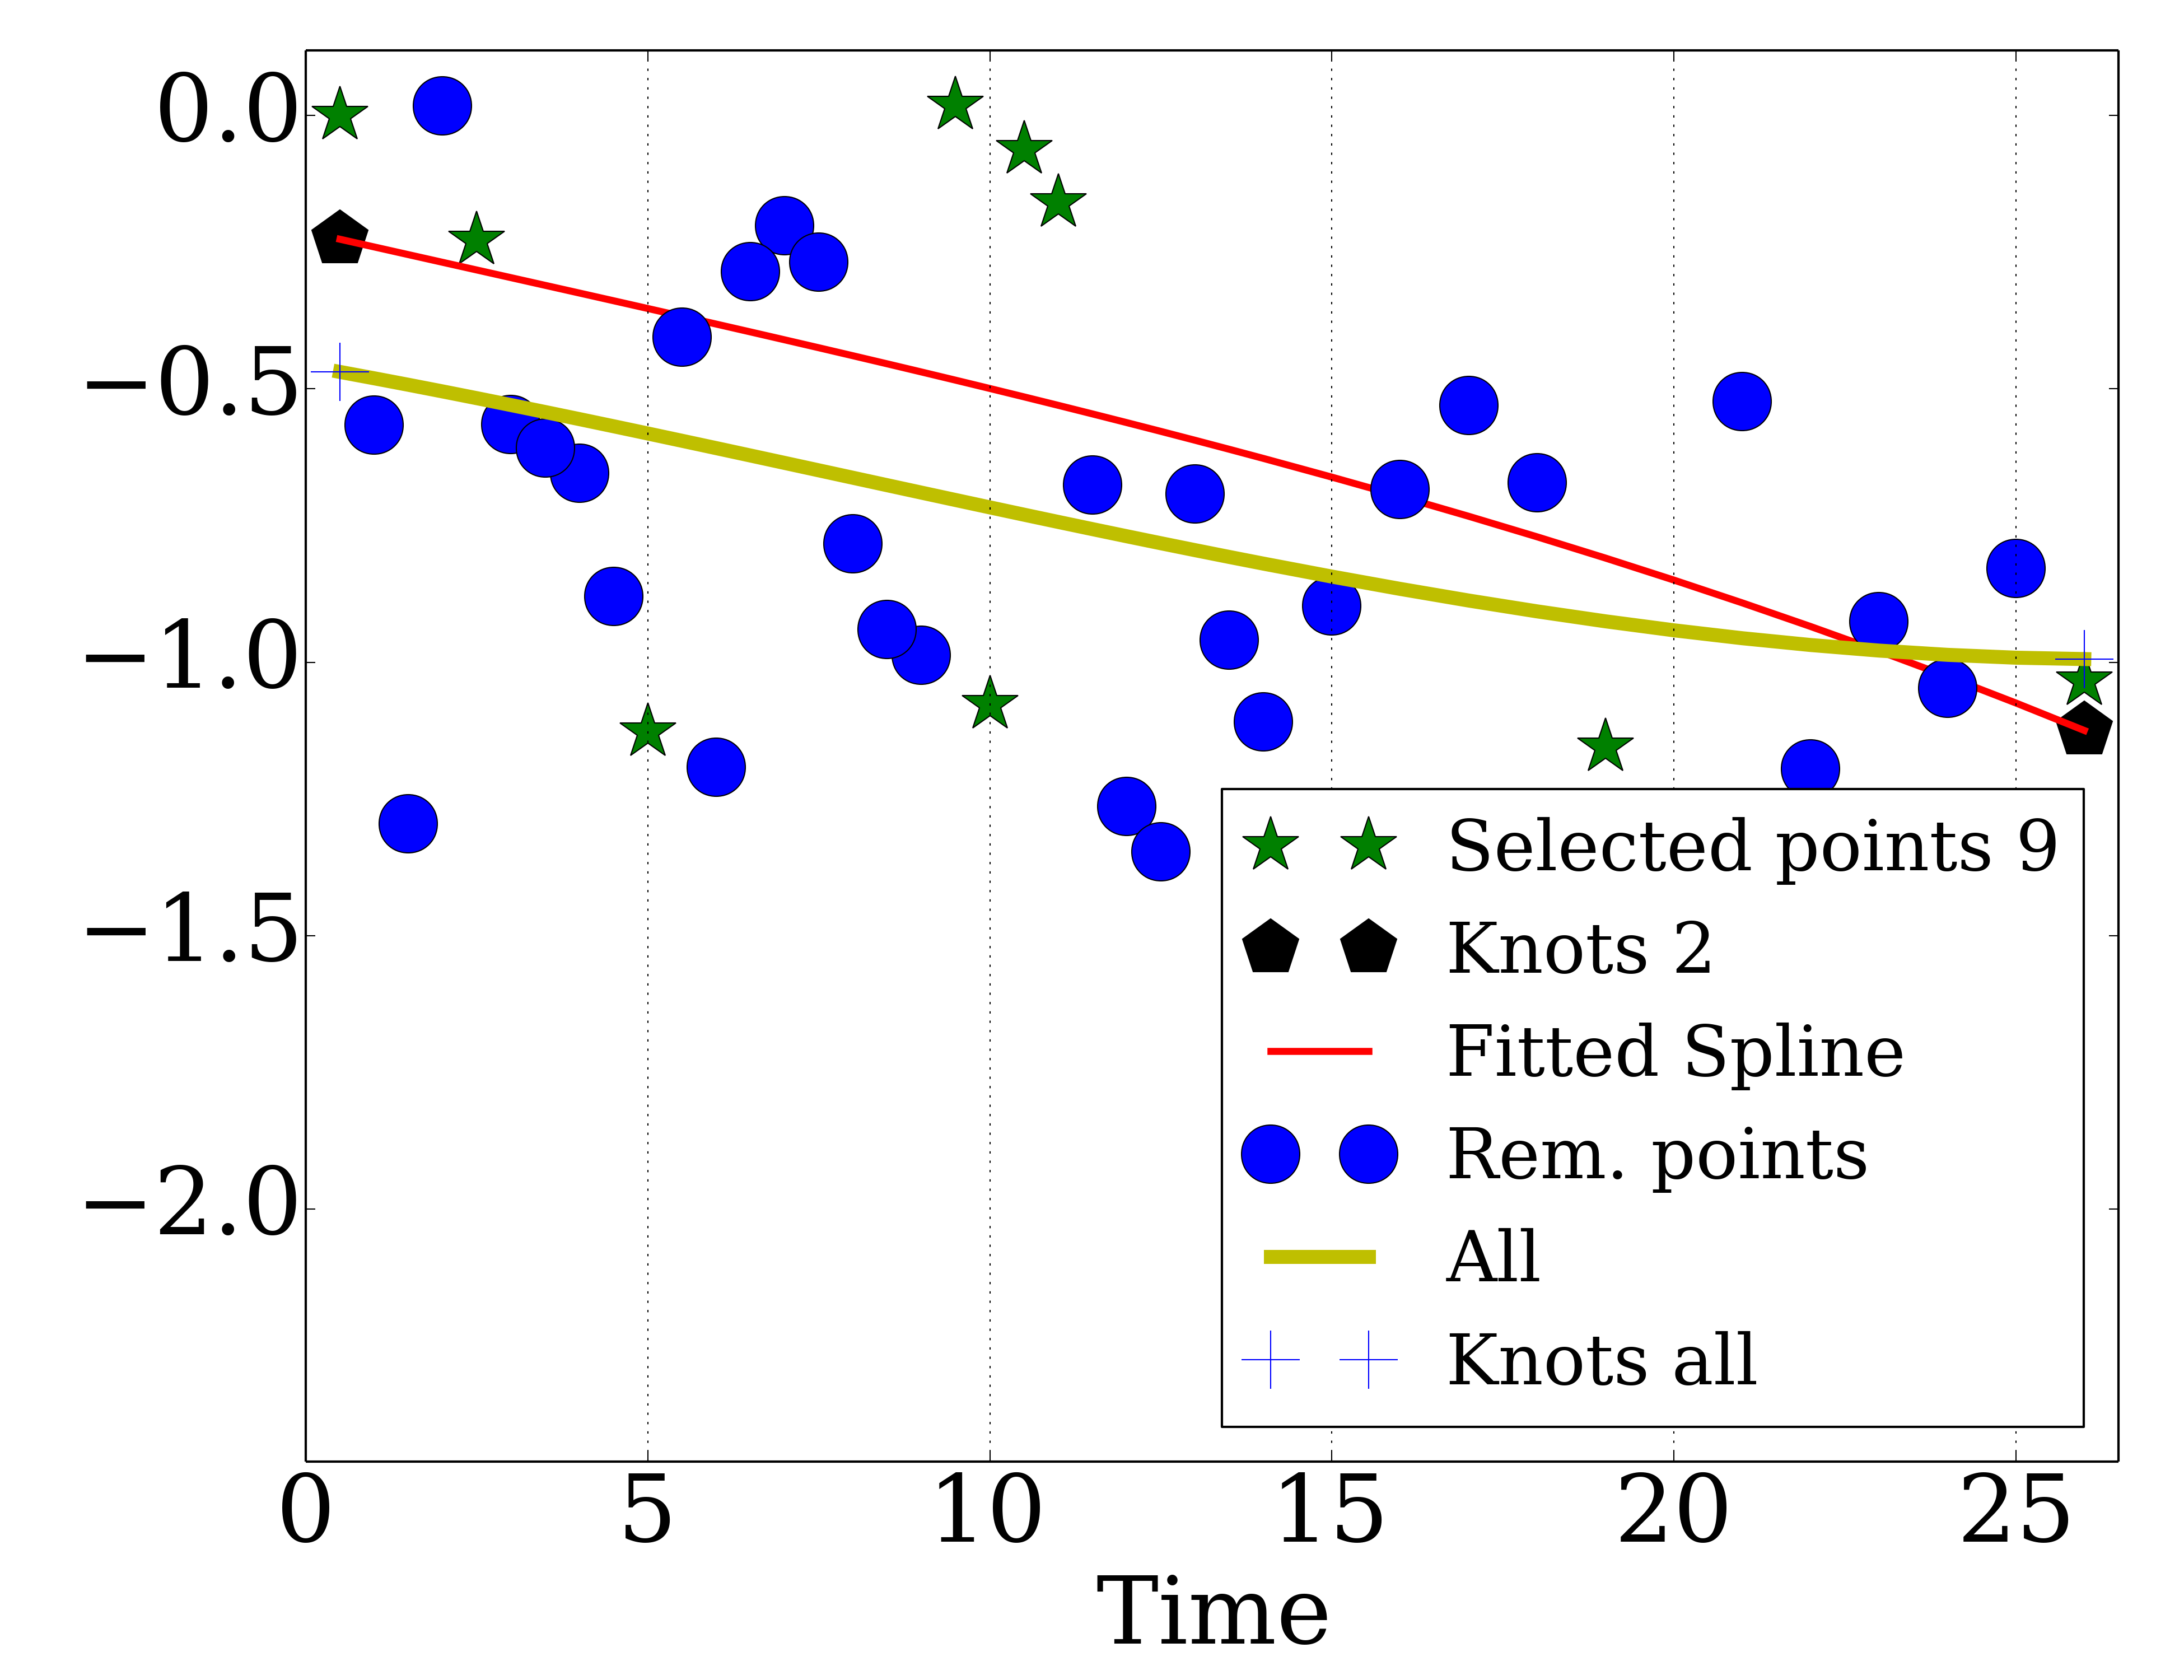 0.0
−0.5
−1.0
−1.5
−2.0
Selected points 9
Knots 2
Fitted Spline
Rem. points
All
Knots all
0 5 10 15 20 25
Time